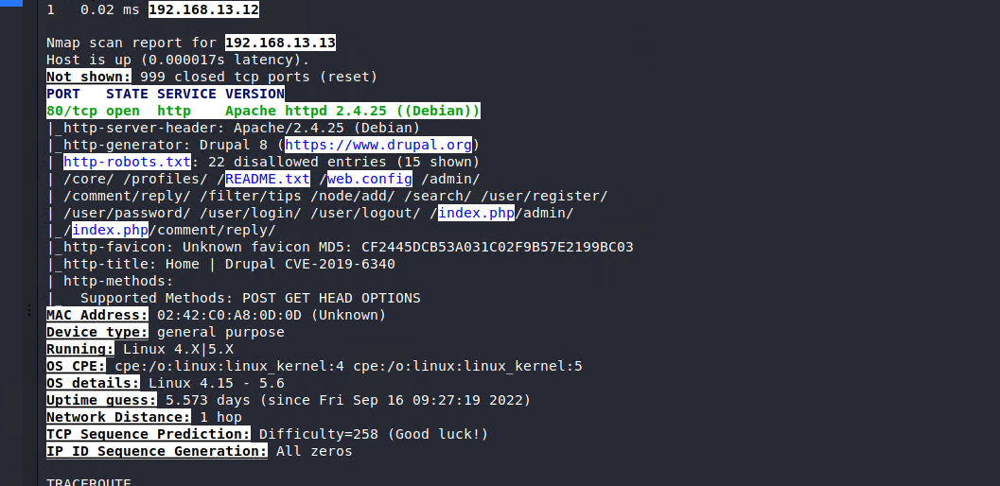 1   0.02 ms 192.168.13.12
Nmap scan report for 192.168.13.13
Host is up (0.000017s latency).
Not shown: 999 closed tcp ports (reset)
PORT   STATE SERVICE VERSION
80/tcp open  http    Apache httpd 2.4.25 ((Debian))
|_http-server-header: Apache/2.4.25 (Debian)
|_http-generator: Drupal 8 (https://www.drupal.org)
| http-robots.txt: 22 disallowed entries (15 shown)
| /core/ /profiles/ /README.txt /web.config /admin/
| /comment/reply/ /filter/tips /node/add/ /search/ /user/register/
| /user/password/ /user/login/ /user/logout/ /index.php/admin/
|_/index.php/comment/reply/
|_http-favicon: Unknown favicon MD5: CF2445DCB53A031C02F9B57E2199BC03
|_http-title: Home | Drupal CVE-2019-6340
| http-methods:
|_  Supported Methods: POST GET HEAD OPTIONS
MAC Address: 02:42:C0:A8:0D:0D (Unknown)
Device type: general purpose
Running: Linux 4.X|5.X
OS CPE: cpe:/o:linux:linux_kernel:4 cpe:/o:linux:linux_kernel:5
OS details: Linux 4.15 - 5.6
Uptime guess: 5.573 days (since Fri Sep 16 09:27:19 2022)
Network Distance: 1 hop
TCP Sequence Prediction: Difficulty=258 (Good luck!)
IP ID Sequence Generation: All zeros
TRACEROUTE